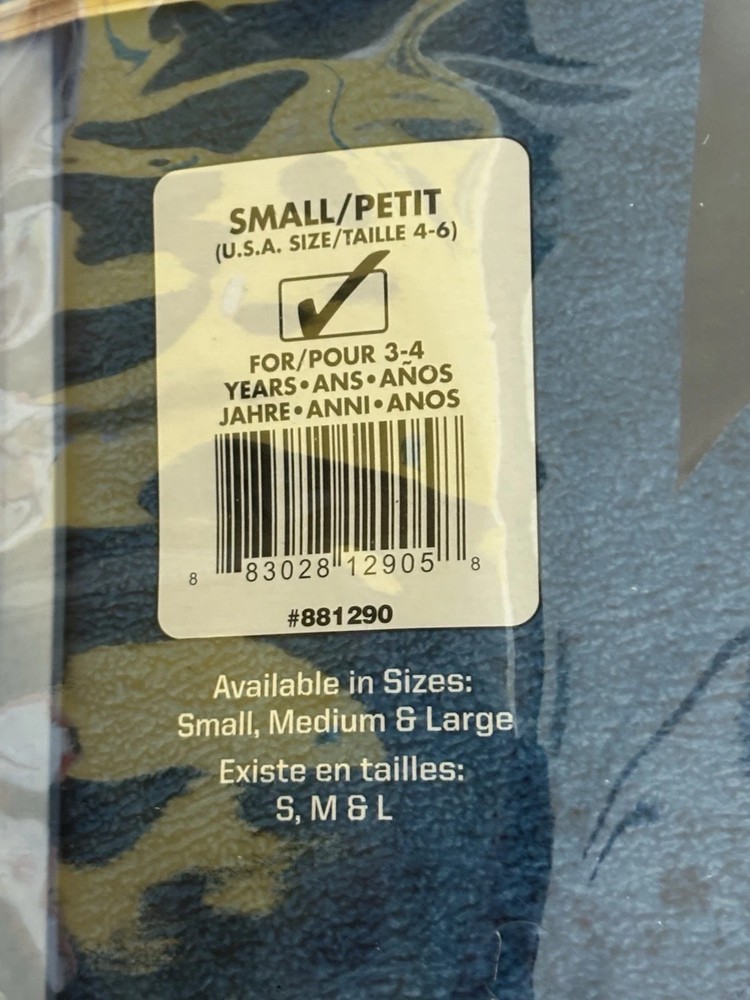 SMALL/PETIT
(U.S.A. SIZE/TAILLE 4-6)
FOR/POUR 3-4
YEARS•ANS•AÑOS
JAHRE•ANNI•ANOS
8 83028 12905 8
#881290
Available in Sizes:
Small, Medium & Large
Existe en tailles:
S, M & L